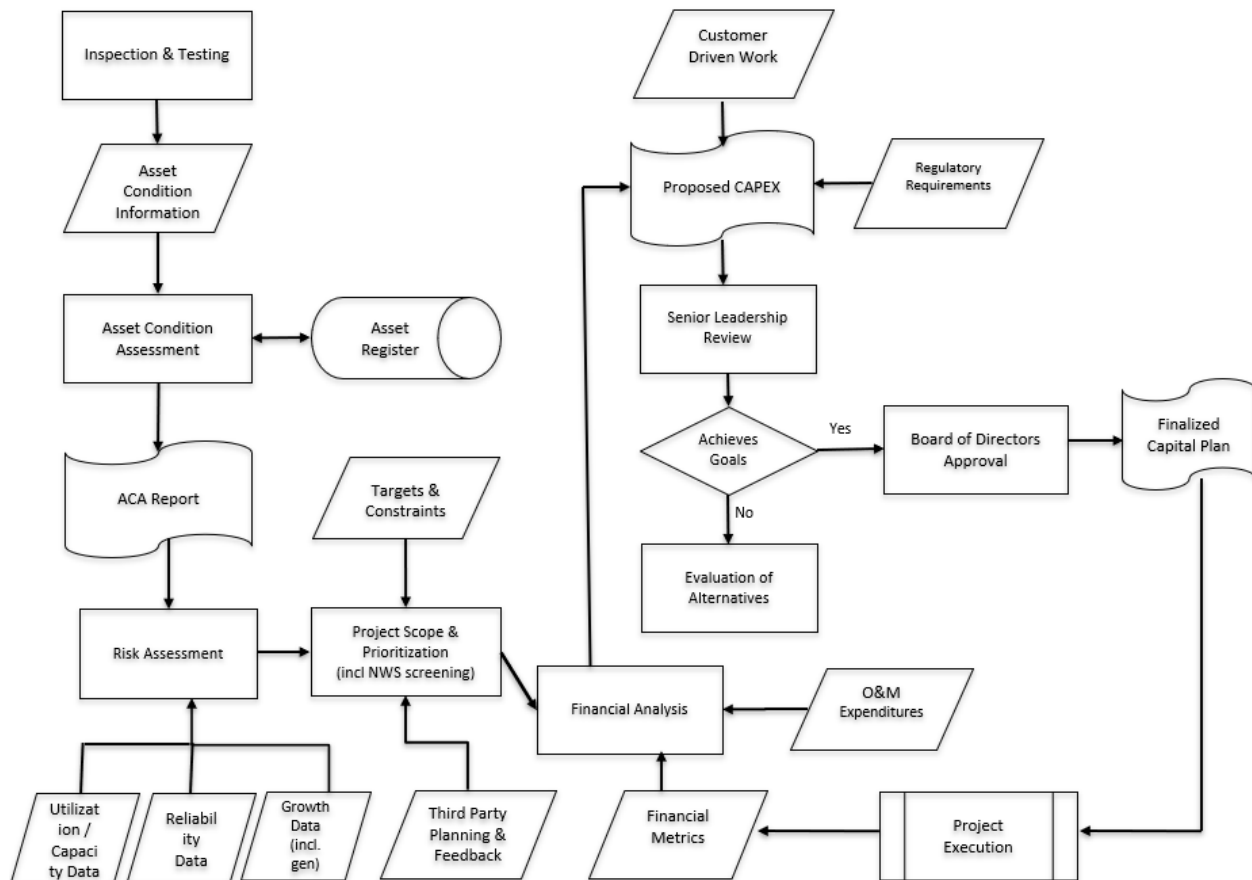 Inspection & Testing
Asset
Condition
Information
Asset Condition
Assessment
Asset
Register
ACA Report
Risk Assessment
Utilizat
ion /
Capaci
ty Data
Reliabil
ity
Data
Growth
Data
(incl.
gen)
Targets &
Constraints
Project Scope &
Prioritization
(incl NWS screening)
Third Party
Planning &
Feedback
Financial Analysis
O&M
Expenditures
Financial
Metrics
Project
Execution
Customer
Driven Work
Proposed CAPEX
Regulatory
Requirements
Senior Leadership
Review
Achieves
Goals
Yes
No
Evaluation of
Alternatives
Board of Directors
Approval
Finalized
Capital Plan